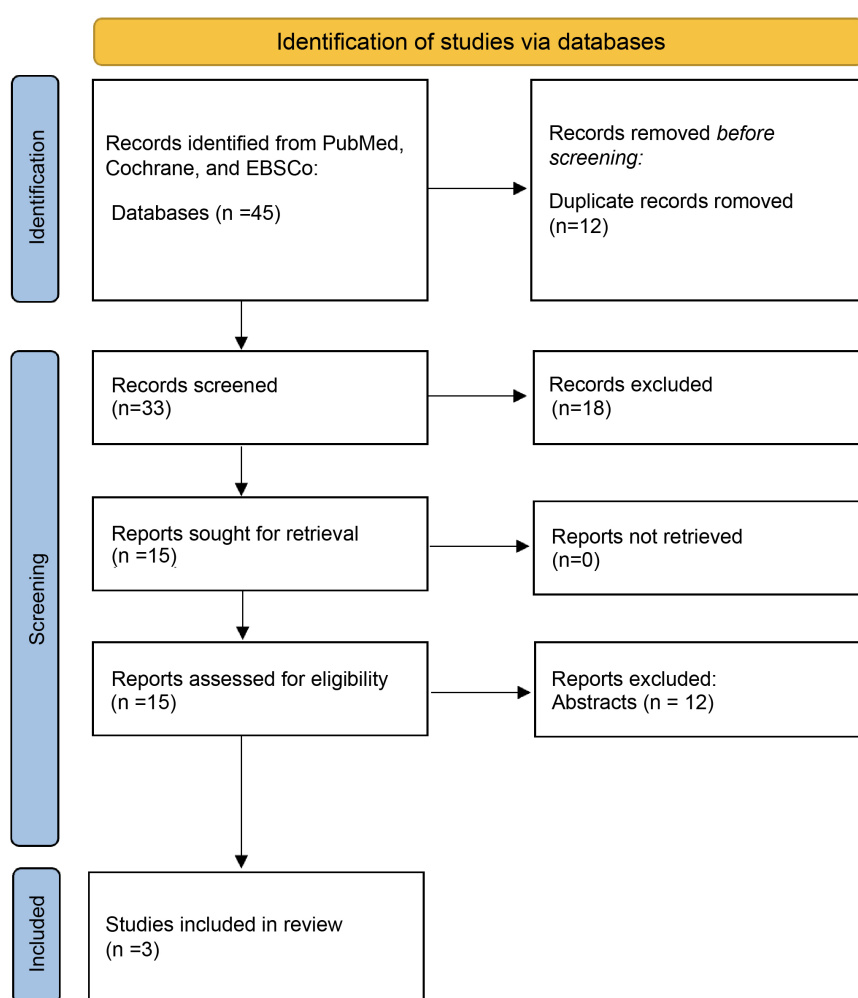 Identification of studies via databases
Identification
Records identified from PubMed,
Cochrane, and EBSCo:
Databases (n =45)
Records removed before
screening:
Duplicate records romoved
(n=12)
Screening
Records screened
(n=33)
Records excluded
(n=18)
Reports sought for retrieval
(n =15)
Reports not retrieved
(n=0)
Reports assessed for eligibility
(n =15)
Reports excluded:
Abstracts (n = 12)
Included
Studies included in review
(n =3)